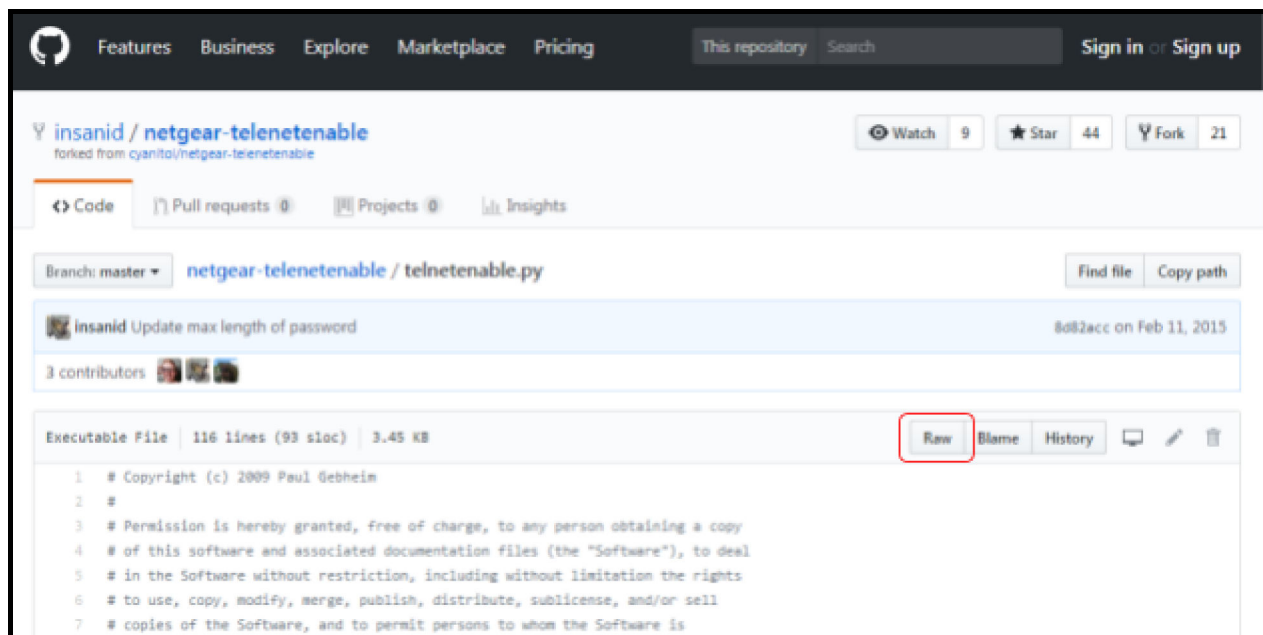 Features Business Explore Marketplace Pricing This repository Search Sign in or Sign up
insanid / netgear-telenetenable Watch 9 Star 44 Fork 21
forked from cyanitol/netgear-telenetenable
Code Pull requests 0 Projects 0 Insights
Branch: master netgear-telenetenable / telnetenable.py Find file Copy path
insanid Update max length of password 8d82acc on Feb 11, 2015
3 contributors
Executable File 116 lines (93 sloc) 3.45 KB Raw Blame History
1 # Copyright (c) 2009 Paul Gebheim
2 #
3 # Permission is hereby granted, free of charge, to any person obtaining a copy
4 # of this software and associated documentation files (the "Software"), to deal
5 # in the Software without restriction, including without limitation the rights
6 # to use, copy, modify, merge, publish, distribute, sublicense, and/or sell
7 # copies of the Software, and to permit persons to whom the Software is